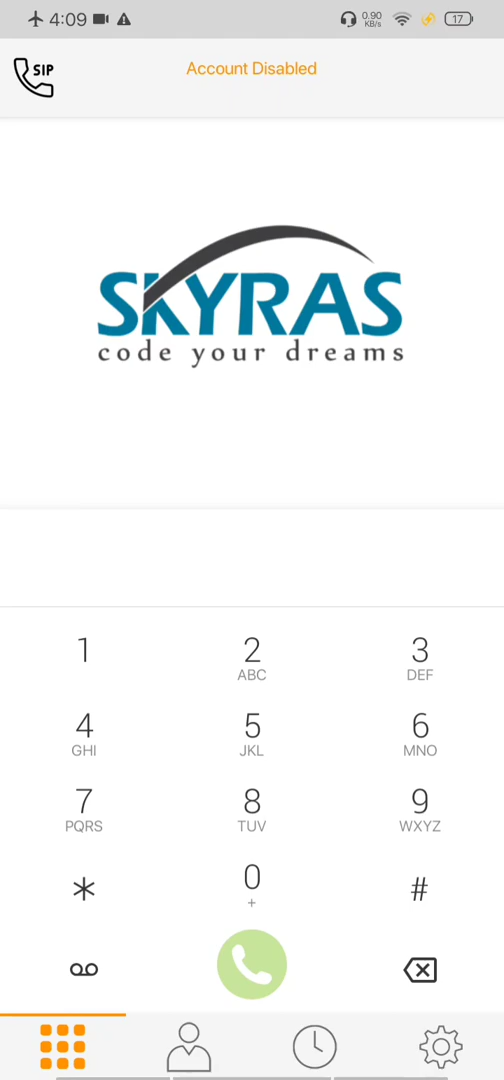 4:09
0.90
KB/s
17
SIP
Account Disabled
SKYRAS
code your dreams
1 2 3
ABC DEF
4 5 6
GHI JKL MNO
7 8 9
PQRS TUV WXYZ
* 0 #
+